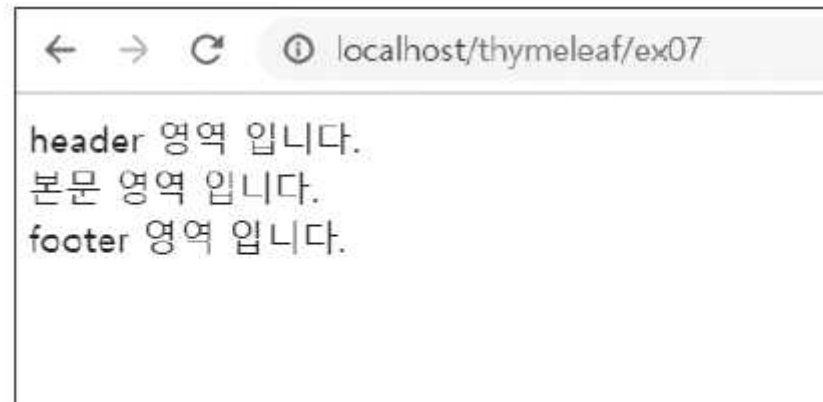 localhost/thymeleaf/ex07
header 영역 입니다.
본문 영역 입니다.
footer 영역 입니다.